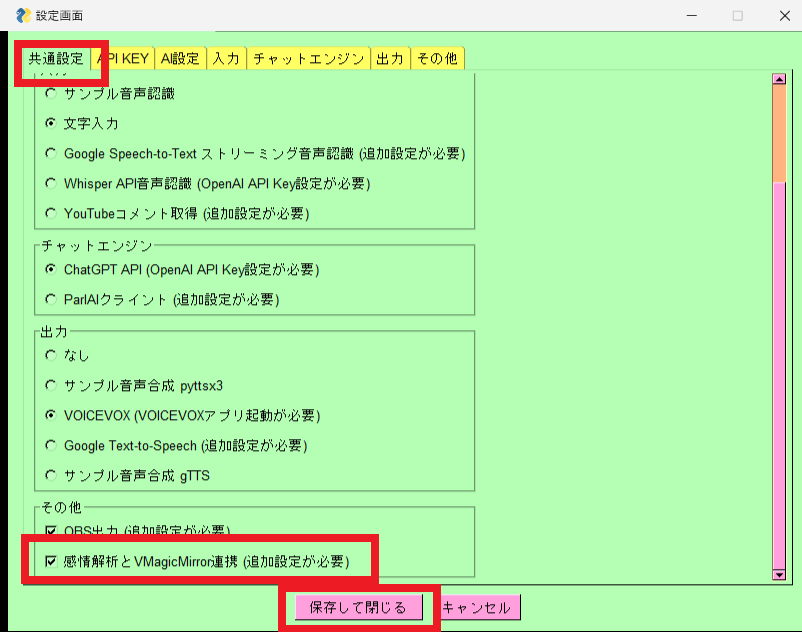 設定画面
共通設定 API KEY AI設定 入力 チャットエンジン 出力 その他
入力
サンプル音声認識
文字入力
Google Speech-to-Text ストリーミング音声認識 (追加設定が必要)
Whisper API音声認識 (OpenAI API Key設定が必要)
YouTubeコメント取得 (追加設定が必要)
チャットエンジン
ChatGPT API (OpenAI API Key設定が必要)
ParlAIクライント (追加設定が必要)
出力
なし
サンプル音声合成 pyttsx3
VOICEVOX (VOICEVOXアプリ起動が必要)
Google Text-to-Speech (追加設定が必要)
サンプル音声合成 gTTS
その他
OBS出力 (追加設定が必要)
感情解析とVMagicMirror連携 (追加設定が必要)
保存して閉じる キャンセル